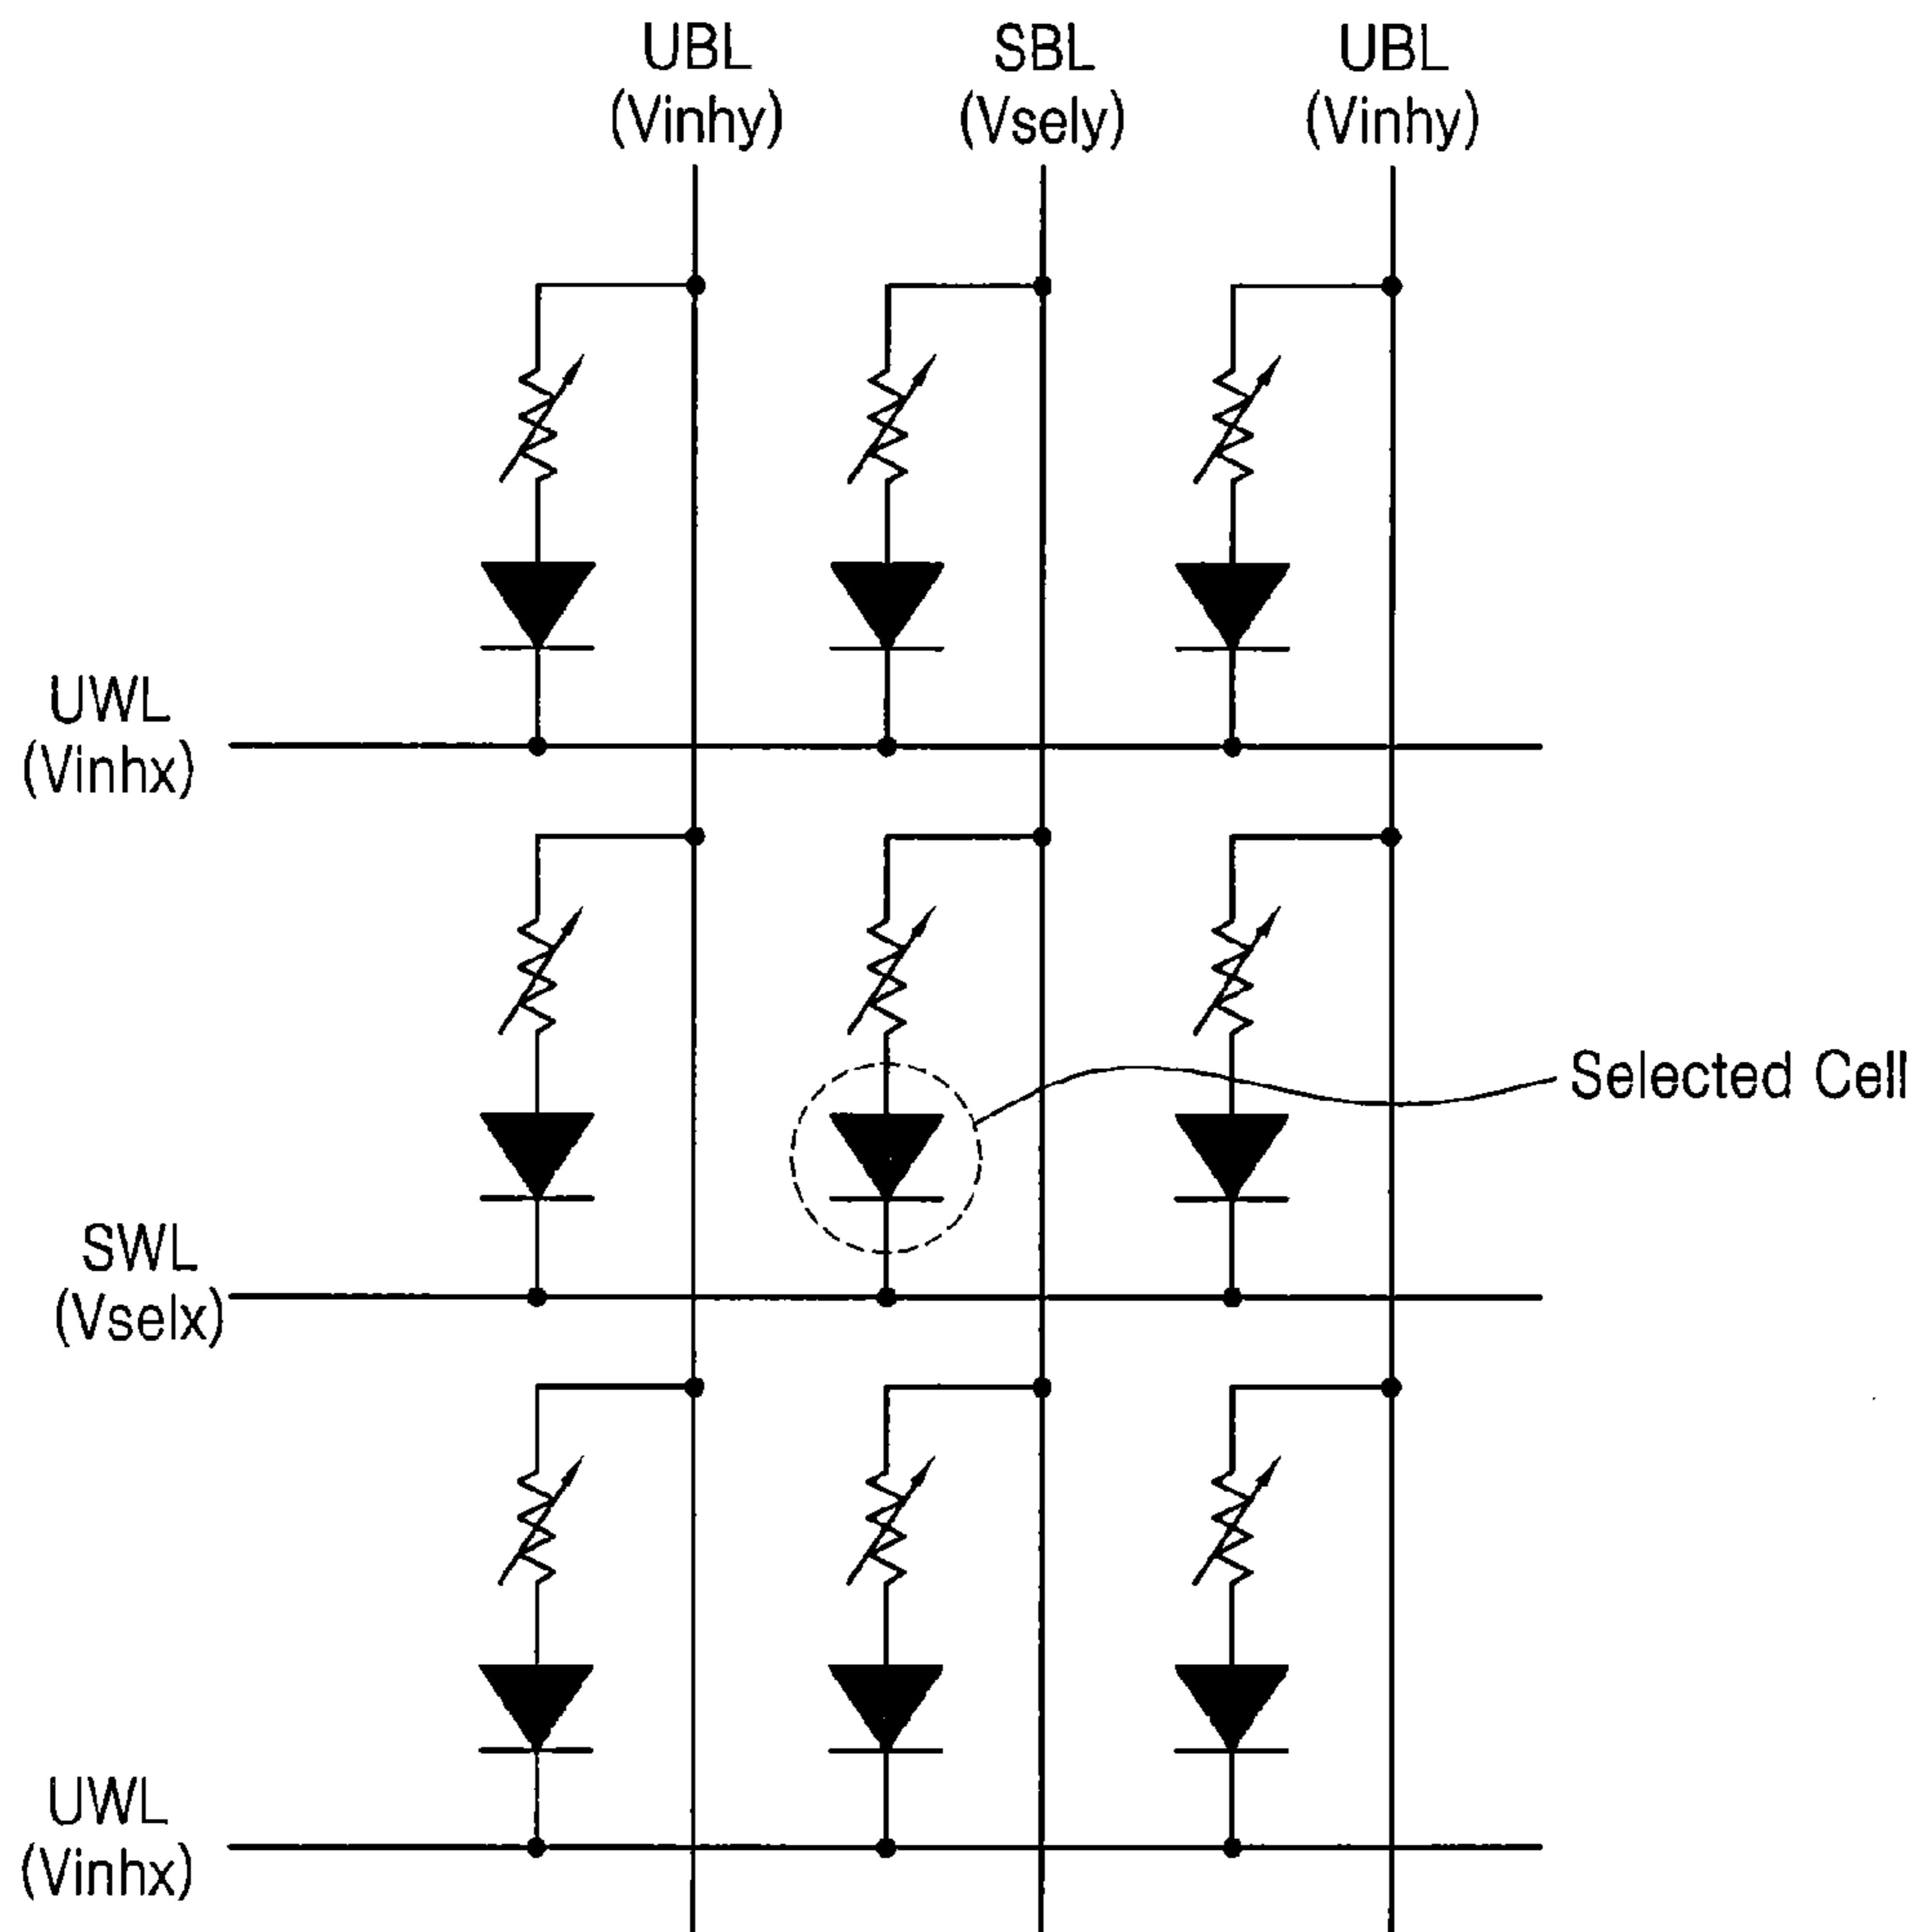 UBL
(Vinhy)
SBL
(Vsely)
UBL
(Vinhy)
UWL
(Vinhx)
Selected Cell
SWL
(Vselx)
UWL
(Vinhx)